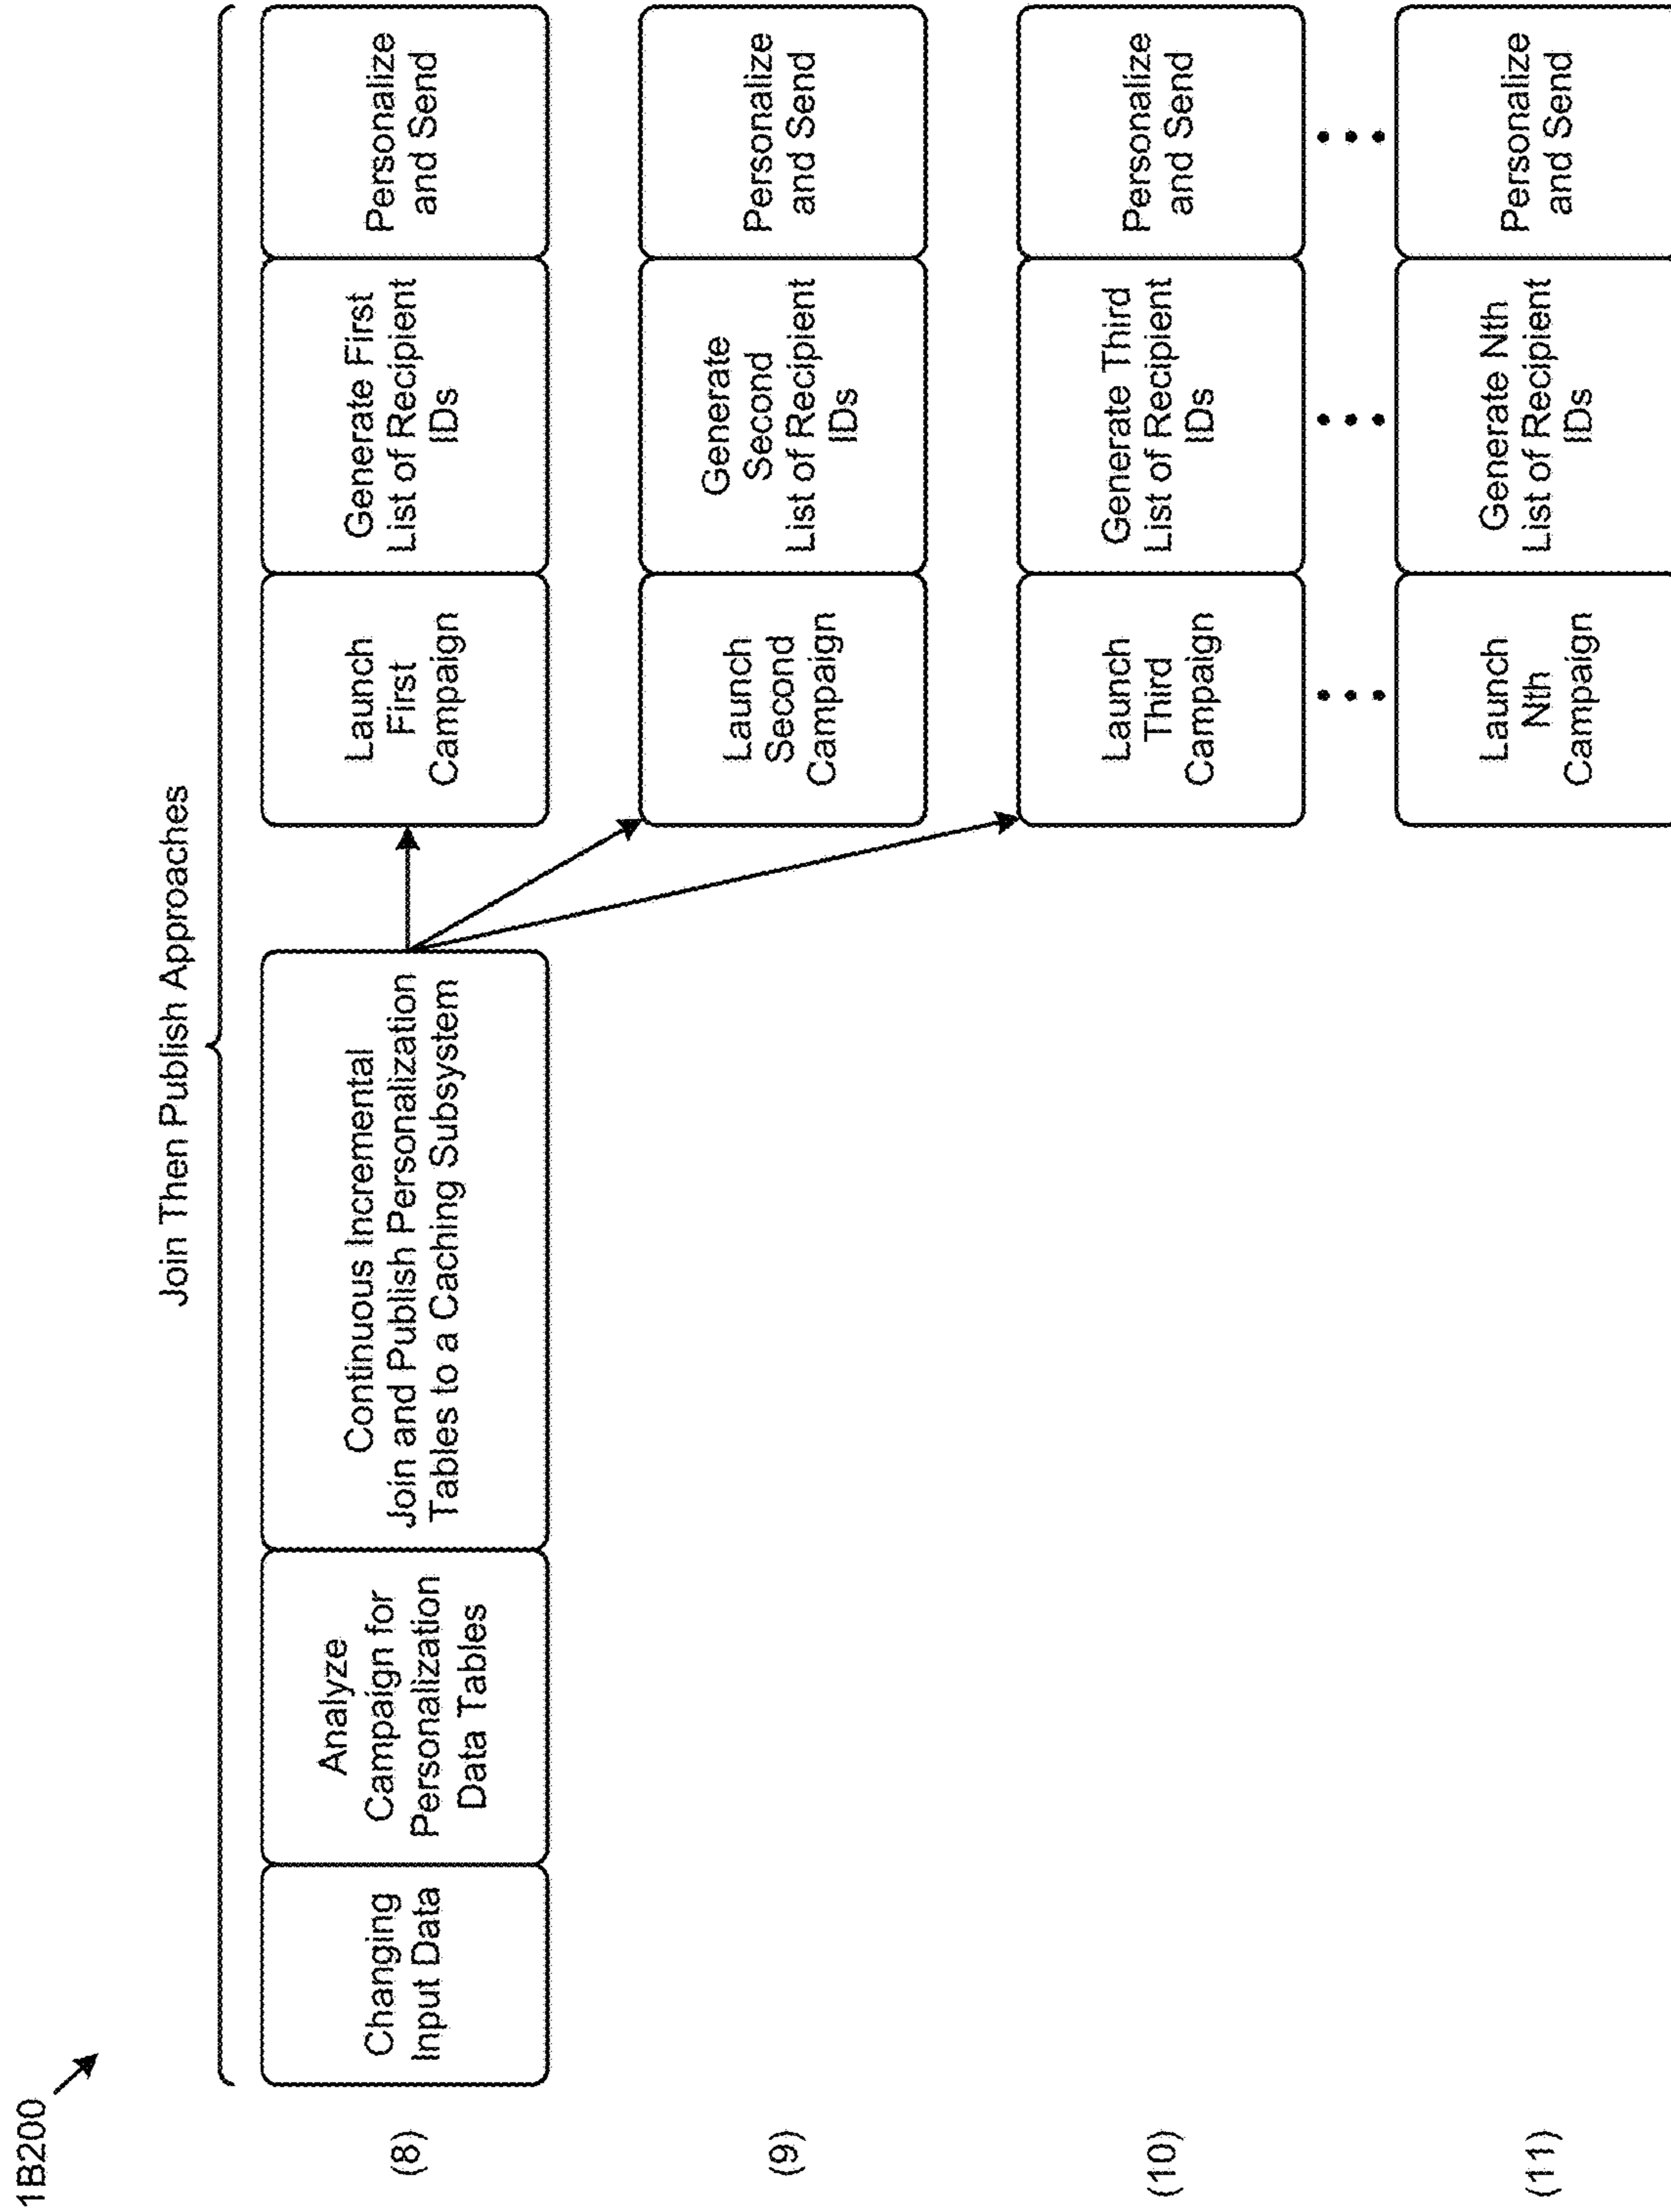 1B200
Join Then Publish Approaches
(8)
Changing
Input Data
Analyze
Campaign for
Personalization
Data Tables
Continuous Incremental
Join and Publish Personalization
Tables to a Caching Subsystem
Launch
First
Campaign
Generate First
List of Recipient
IDs
Personalize
and Send
(9)
Launch
Second
Campaign
Generate
Second
List of Recipient
IDs
Personalize
and Send
(10)
Launch
Third
Campaign
Generate Third
List of Recipient
IDs
Personalize
and Send
(11)
Launch
Nth
Campaign
Generate Nth
List of Recipient
IDs
Personalize
and Send